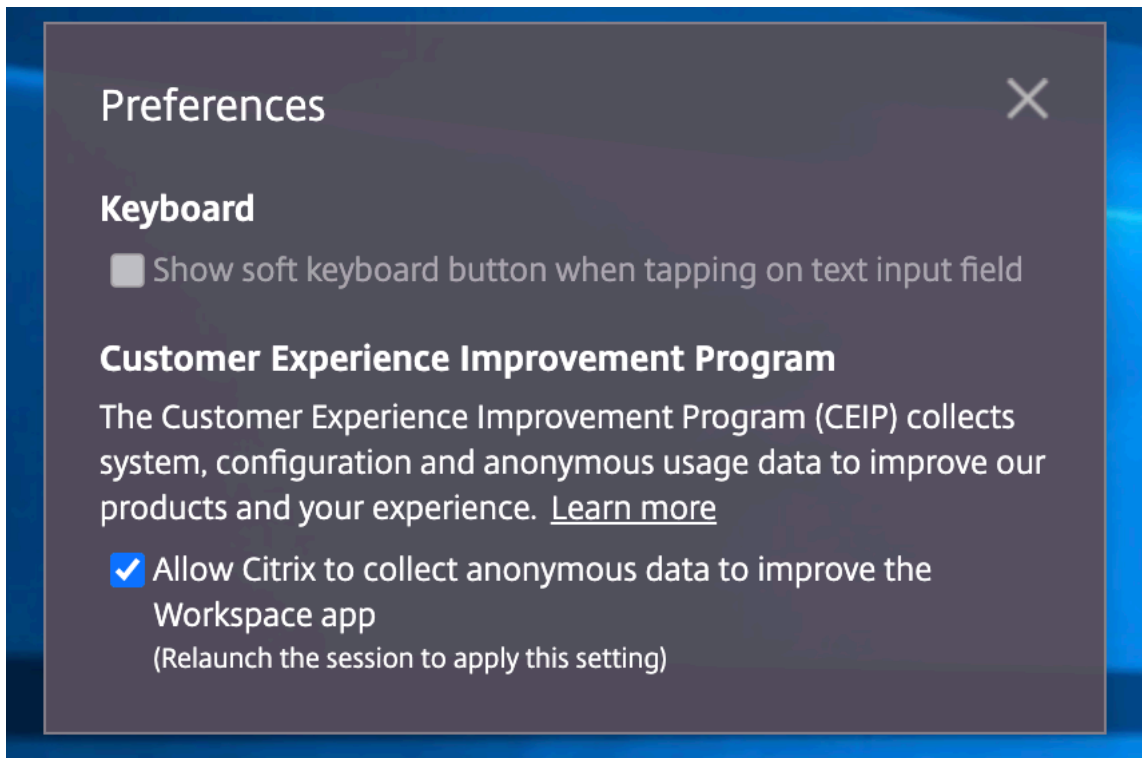 Preferences
Keyboard
Show soft keyboard button when tapping on text input field
Customer Experience Improvement Program
The Customer Experience Improvement Program (CEIP) collects
system, configuration and anonymous usage data to improve our
products and your experience. Learn more
Allow Citrix to collect anonymous data to improve the
Workspace app
(Relaunch the session to apply this setting)